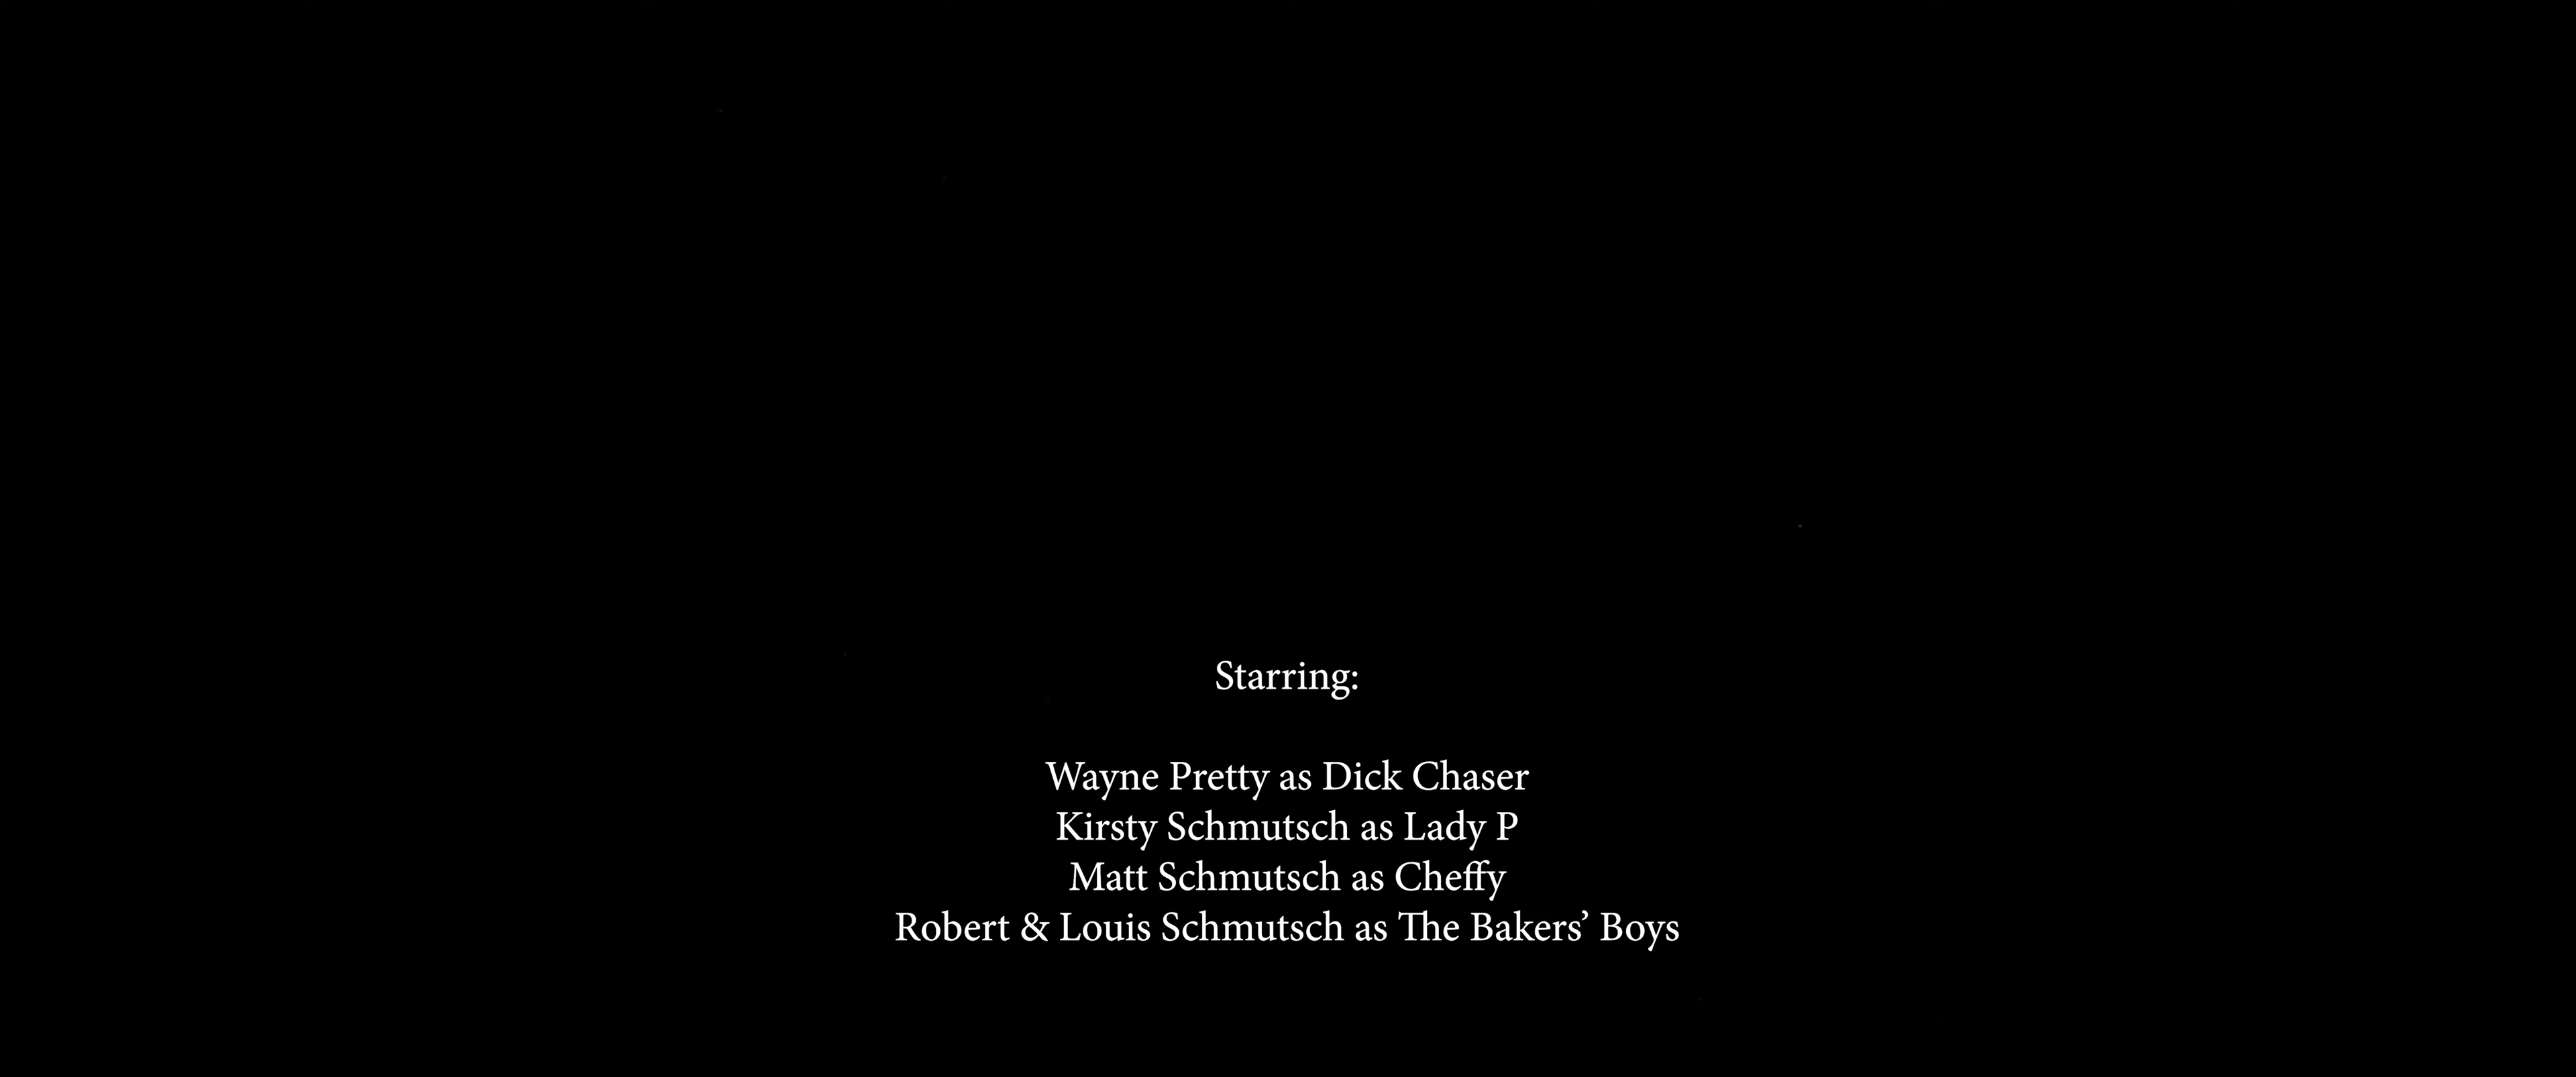 Starring:
Wayne Pretty as Dick Chaser
Kirsty Schmutsch as Lady P
Matt Schmutsch as Cheffy
Robert & Louis Schmutsch as The Bakers’ Boys